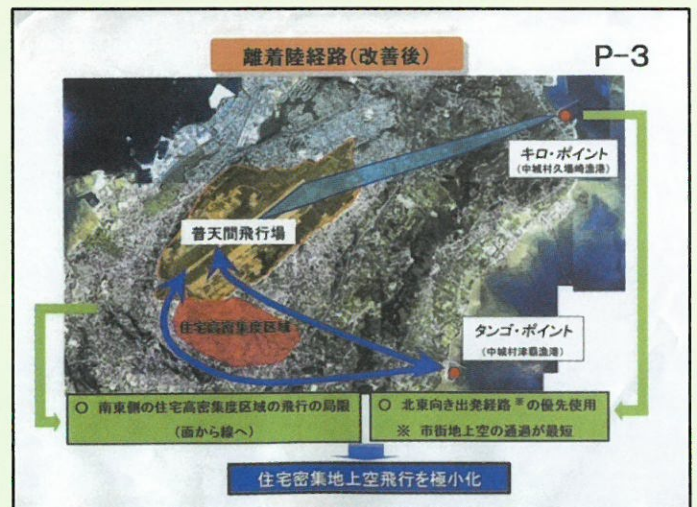 離着陸経路(改善後)
P-3
キロ・ポイント
(中城村久場崎漁港)
普天間飛行場
住宅高密集度区域
タンゴ・ポイント
(中城村津覇漁港)
○ 南東側の住宅高密集度区域の飛行の局限
(面から線へ)
○ 北東向き出発経路※の優先使用
※ 市街地上空の通過が最短
住宅密集地上空飛行を極小化